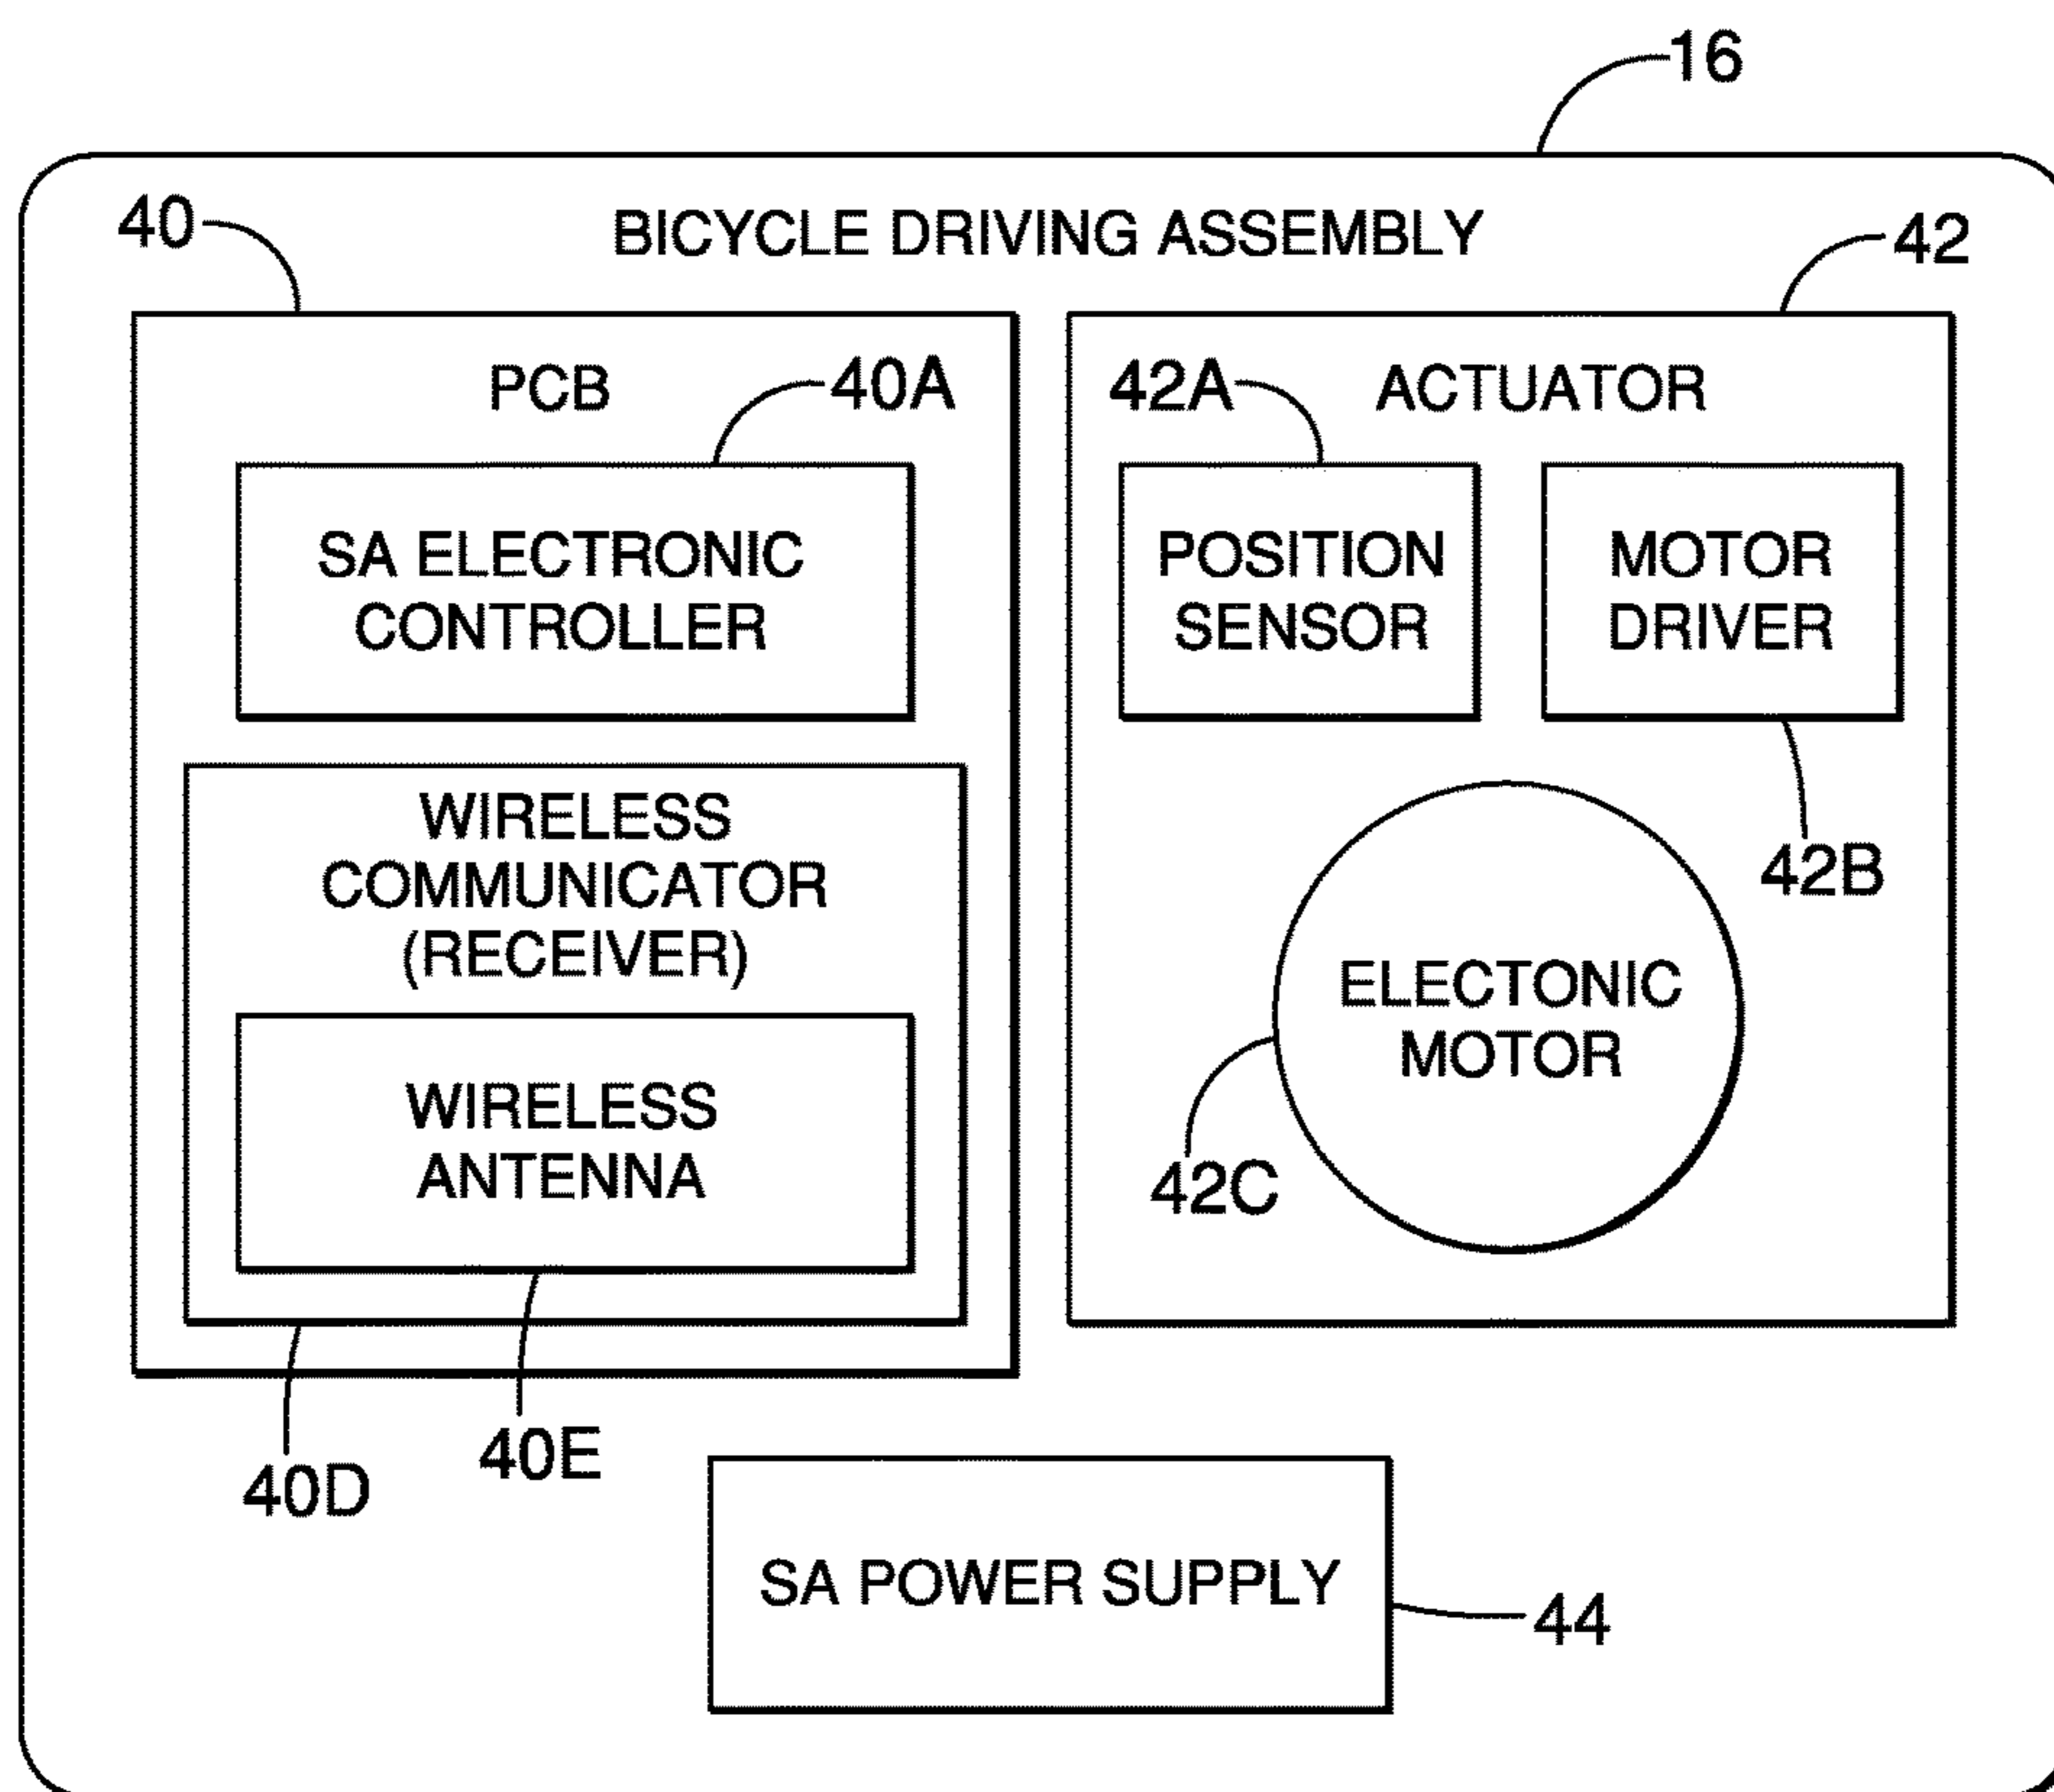 16
BICYCLE DRIVING ASSEMBLY
40
42
PCB
40A
SA ELECTRONIC
CONTROLLER
WIRELESS
COMMUNICATOR
(RECEIVER)
WIRELESS
ANTENNA
40D
40E
ACTUATOR
42A
POSITION
SENSOR
MOTOR
DRIVER
42B
ELECTONIC
MOTOR
42C
SA POWER SUPPLY
44